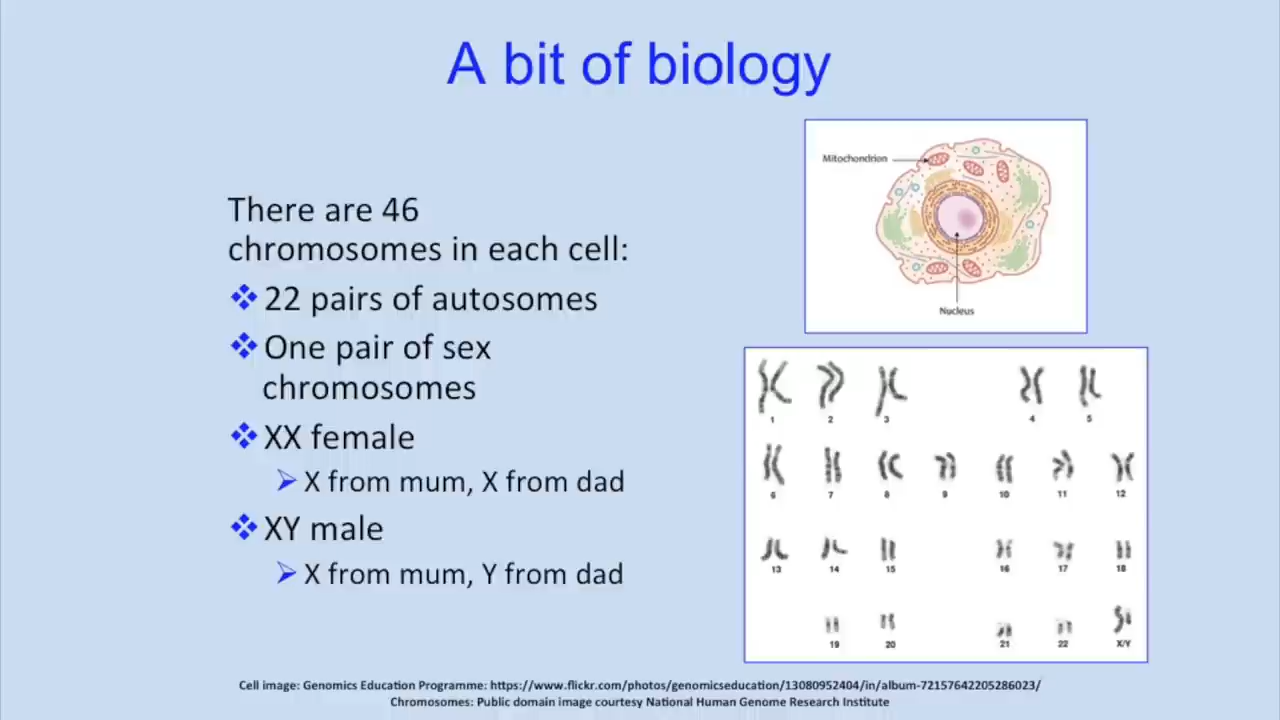 A bit of biology
There are 46
chromosomes in each cell:
22 pairs of autosomes
One pair of sex
chromosomes
XX female
X from mum, X from dad
XY male
X from mum, Y from dad
Mitochondrion
Nucleus
1 2 3 4 5
6 7 8 9 10 11 12
13 14 15 16 17 18
19 20 21 22 X/Y
Cell image: Genomics Education Programme: https://www.flickr.com/photos/genomicseducation/13080952404/in/album-72157642205286023/
Chromosomes: Public domain image courtesy National Human Genome Research Institute